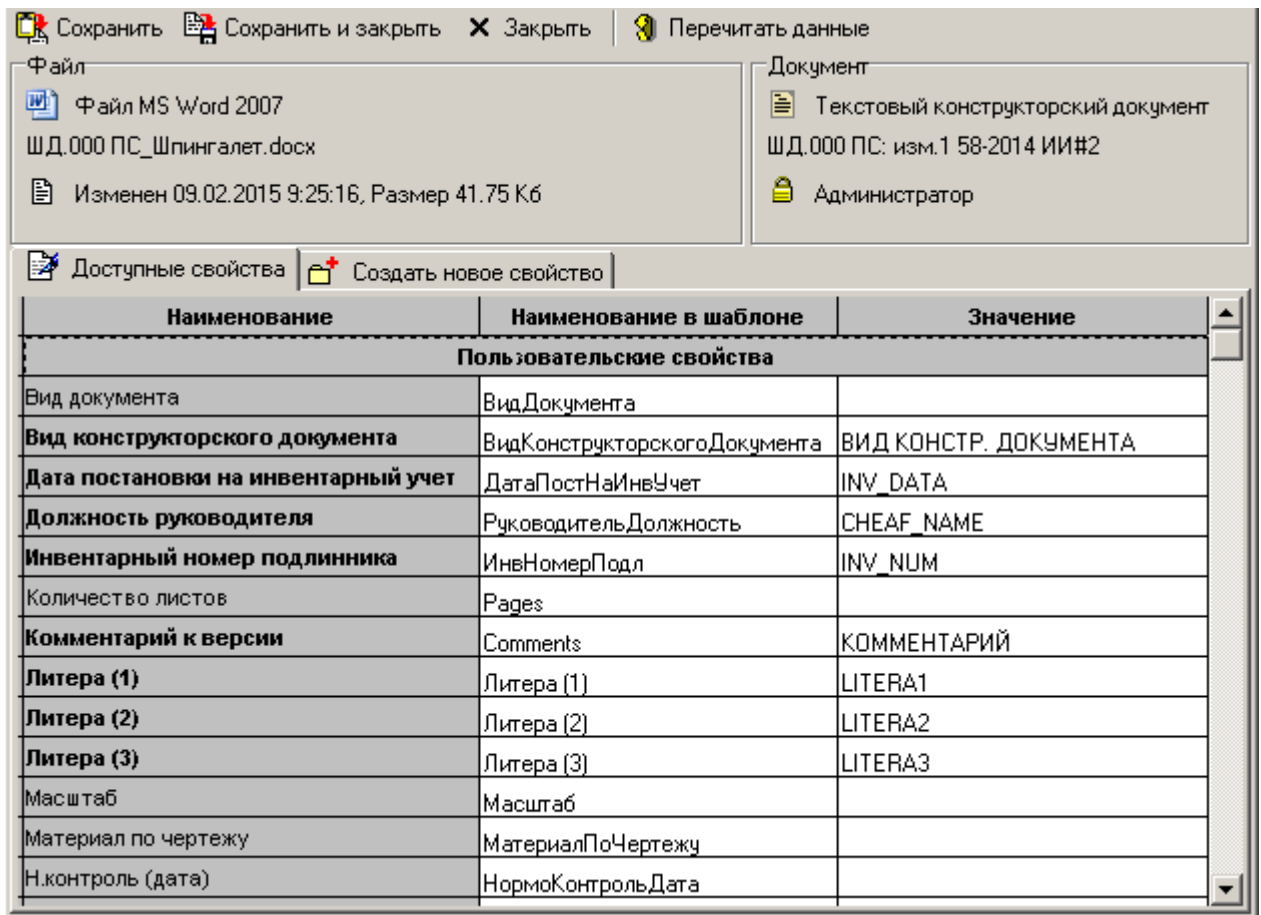 Сохранить Сохранить и закрыть Закрыть Перечитать данные
Файл
Файл MS Word 2007
ШД.000 ПС_Шпингалет.docx
Изменен 09.02.2015 9:25:16, Размер 41.75 Кб
Документ
Текстовый конструкторский документ
ШД.000 ПС: изм.1 58-2014 ИИ#2
Администратор
Доступные свойства Создать новое свойство
Наименование Наименование в шаблоне Значение
Пользовательские свойства
Вид документа ВидДокумента
Вид конструкторского документа ВидКонструкторскогоДокумента ВИД КОНСТР. ДОКУМЕНТА
Дата постановки на инвентарный учет ДатаПостНаИнвУчет INV_DATA
Должность руководителя РуководительДолжность CHEAF_NAME
Инвентарный номер подлинника ИнвНомерПодл INV_NUM
Количество листов Pages
Комментарий к версии Comments КОММЕНТАРИЙ
Литера (1) Литера (1) LITERA1
Литера (2) Литера (2) LITERA2
Литера (3) Литера (3) LITERA3
Масштаб Масштаб
Материал по чертежу МатериалПоЧертежу
Н.контроль (дата) НормоКонтрольДата